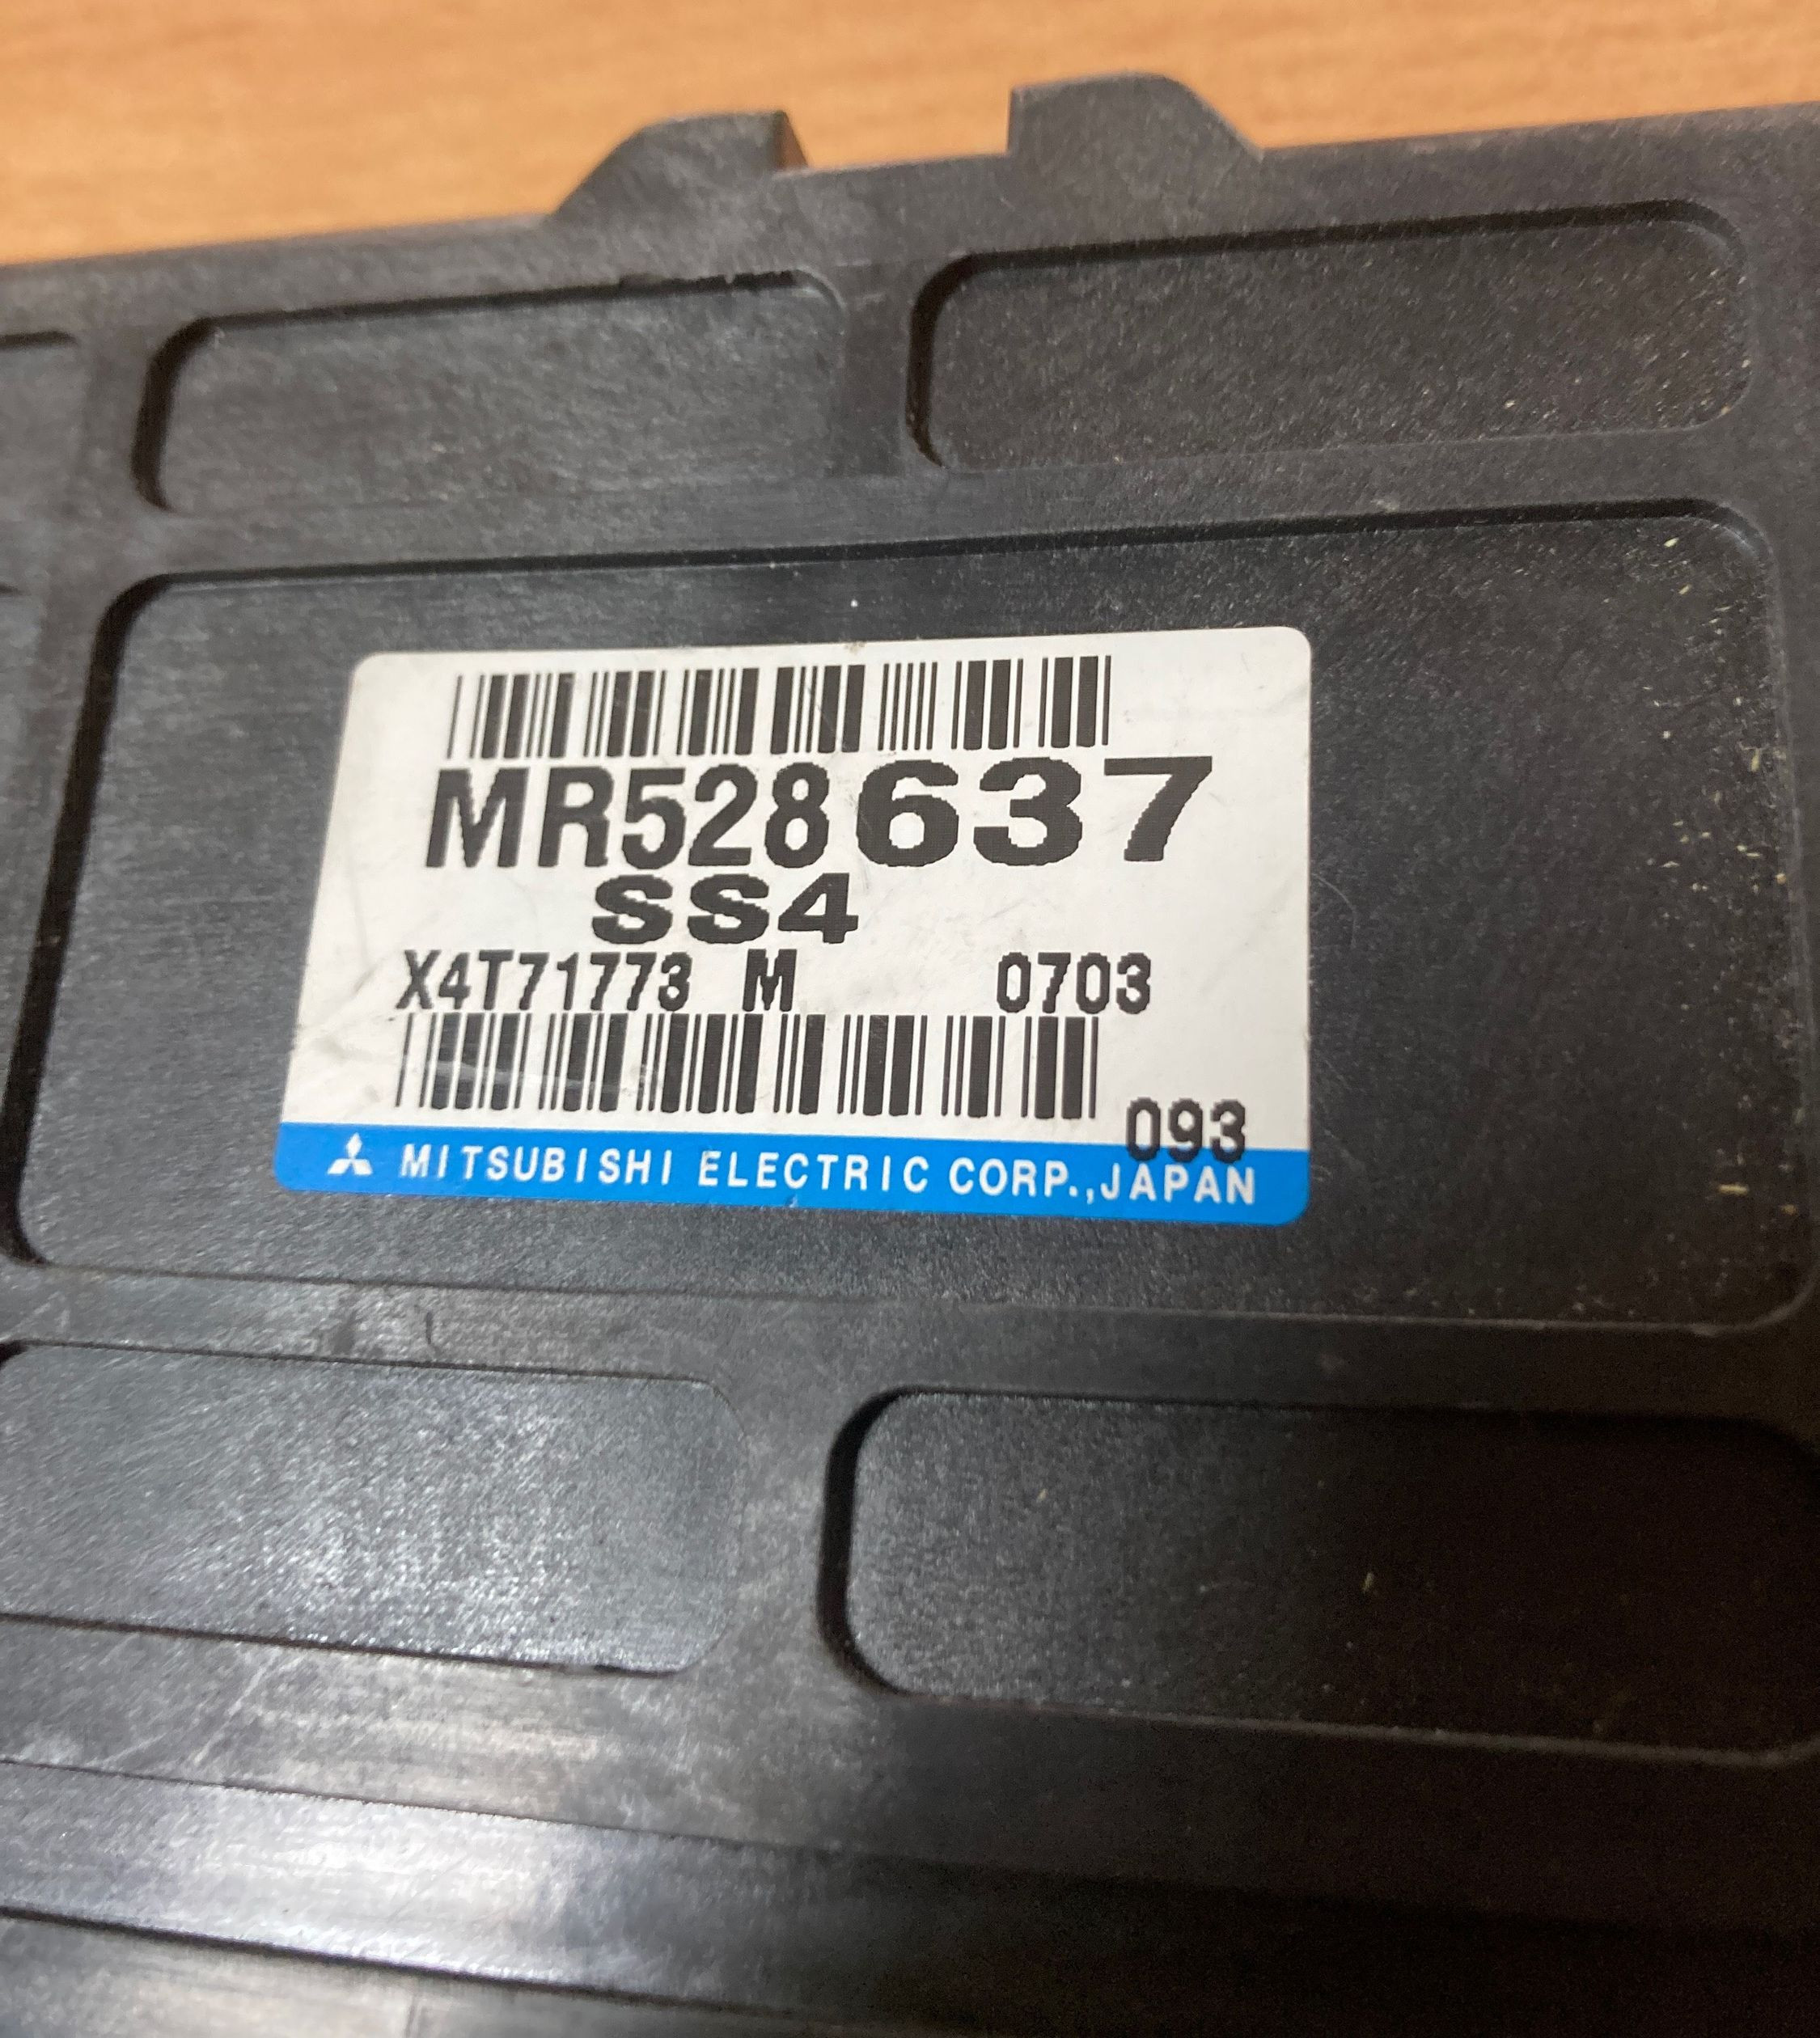 MR528637
SS4
X4T71773 M 0703
093
MITSUBISHI ELECTRIC CORP.,JAPAN